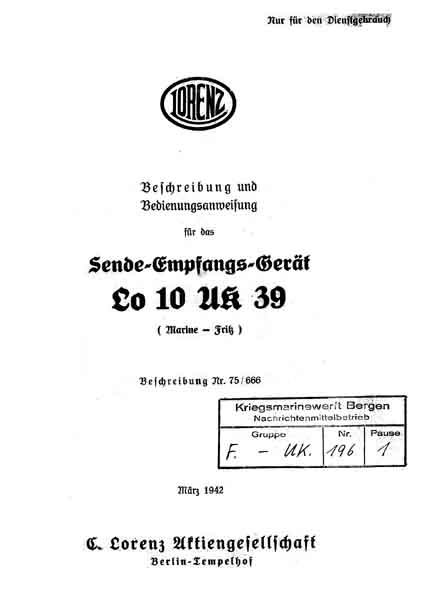 Nur für den Dienstgebrauch
LORENZ
Beschreibung und
Bedienungsanweisung
für das
Sende-Empfangs-Gerät
Lo 10 UK 39
( Marine – Fritz )
Beschreibung Nr. 75/666
Kriegsmarinewerft Bergen
Nachrichtenmittelbetrieb
Gruppe Nr. Pause
F. – UK. 196 1
März 1942
C. Lorenz Aktiengesellschaft
Berlin-Tempelhof